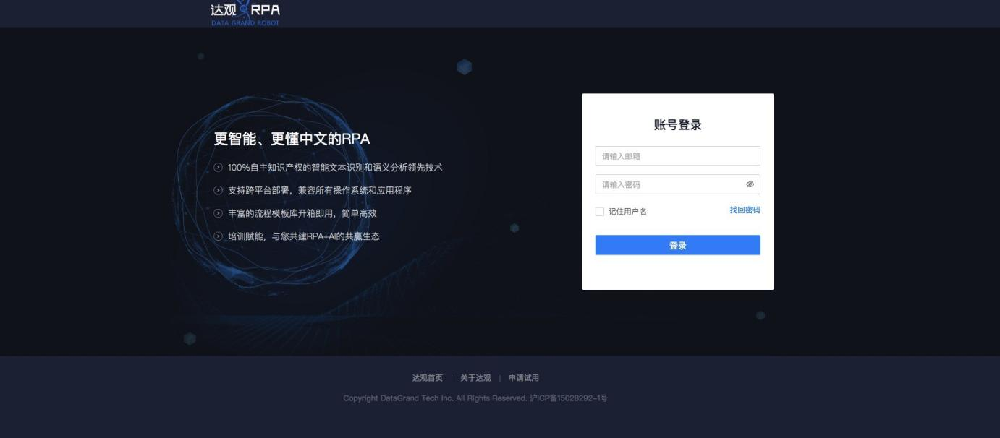 达观 RPA
DATA GRAND ROBOT
更智能、更懂中文的RPA
100%自主知识产权的智能文本识别和语义分析领先技术
支持跨平台部署，兼容所有操作系统和应用程序
丰富的流程模板库开箱即用，简单高效
培训赋能，与您共建RPA+AI的共赢生态
账号登录
请输入邮箱
请输入密码
记住用户名 找回密码
登录
达观首页 | 关于达观 | 申请试用
Copyright DataGrand Tech Inc. All Rights Reserved. 沪ICP备15028292-1号